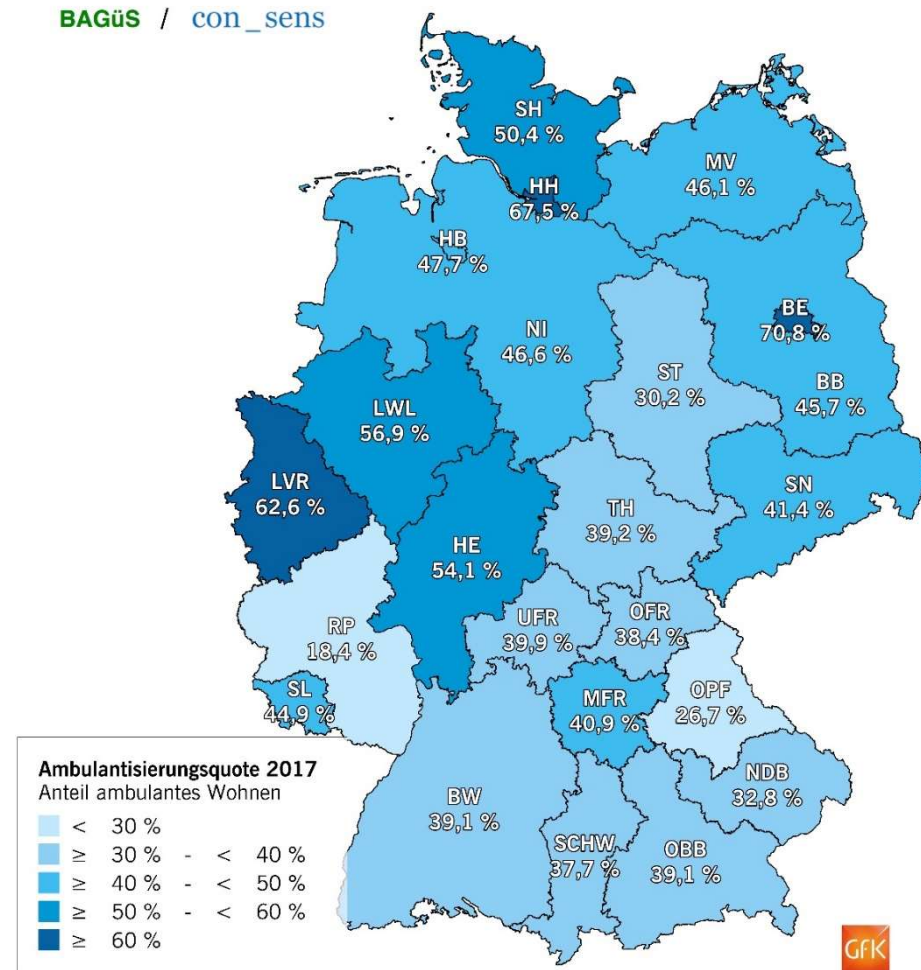 BAGüS / con_sens
SH
50,4 %
MV
46,1 %
HH
67,5 %
HB
47,7 %
BE
70,8 %
NI
46,6 %
ST
30,2 %
BB
45,7 %
LWL
56,9 %
LVR
62,6 %
SN
41,4 %
TH
39,2 %
HE
54,1 %
UFR
39,9 %
OFR
38,4 %
RP
18,4 %
SL
44,9 %
MFR
40,9 %
OPF
26,7 %
NDB
32,8 %
BW
39,1 %
SCHW
37,7 %
OBB
39,1 %
Ambulantisierungsquote 2017
Anteil ambulantes Wohnen
< 30 %
≥ 30 % - < 40 %
≥ 40 % - < 50 %
≥ 50 % - < 60 %
≥ 60 %
GfK